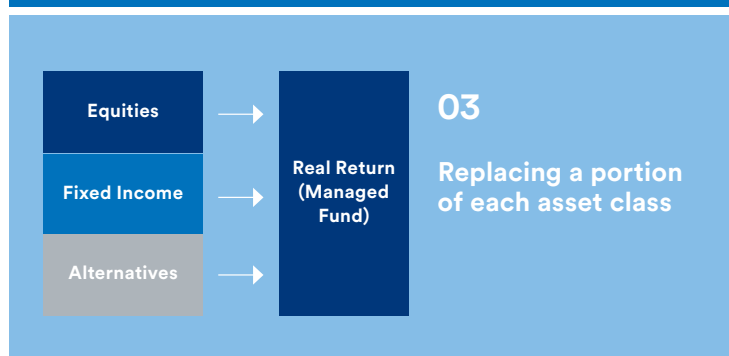 Equities
Fixed Income
Alternatives
Real Return
(Managed
Fund)
03
Replacing a portion
of each asset class